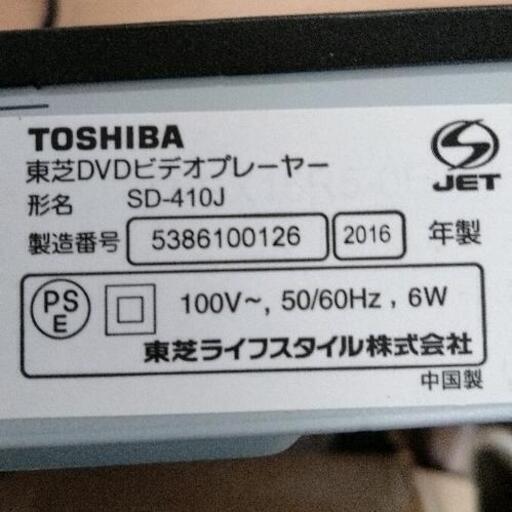 TOSHIBA
東芝DVDビデオプレーヤー
形名 SD-410J
製造番号 5386100126 2016 年製
JET
PS
E
100V~, 50/60Hz , 6W
東芝ライフスタイル株式会社
中国製